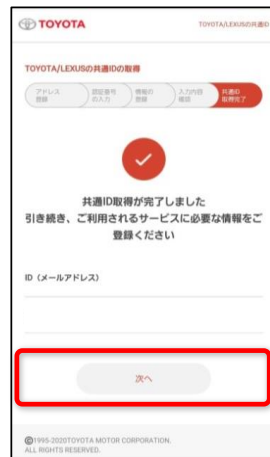 TOYOTA
TOYOTA/LEXUSの共通ID
TOYOTA/LEXUSの共通IDの取得
アドレス
登録
認証番号
の入力
情報の
登録
入力内容
確認
共通ID
取得完了
共通ID取得が完了しました
引き続き、ご利用されるサービスに必要な情報をご
登録ください
ID（メールアドレス）
次へ
©1995-2020TOYOTA MOTOR CORPORATION.
ALL RIGHTS RESERVED.